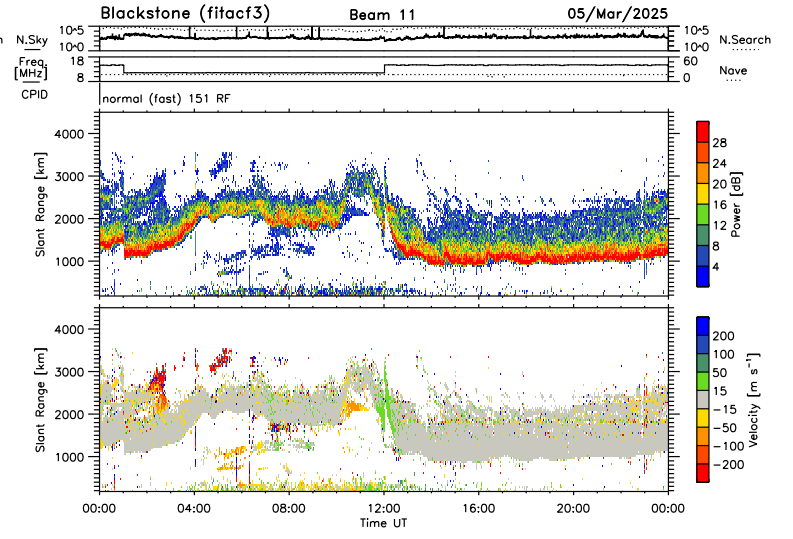 Blackstone (fitacf3) Beam 11 05/Mar/2025
N.Sky 10^5 10^0 10^5 10^0 N.Search
Freq. [MHz] 18 8 60 0 Nave
CPID normal (fast) 151 RF
Slant Range [km] 4000 3000 2000 1000
28 24 20 16 12 8 4 Power [dB]
Slant Range [km] 4000 3000 2000 1000
200 100 50 15 -15 -50 -100 -200 Velocity [m s⁻¹]
00:00 04:00 08:00 12:00 16:00 20:00 00:00
Time UT